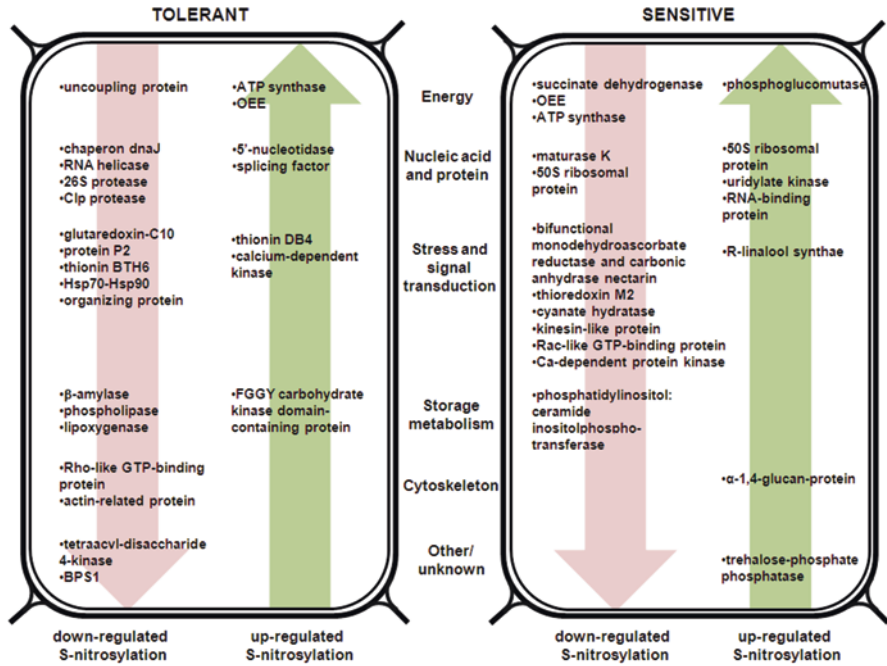 TOLERANT
•uncoupling protein
•chaperon dnaJ
•RNA helicase
•26S protease
•Clp protease
•glutaredoxin-C10
•protein P2
•thionin BTH6
•Hsp70-Hsp90
•organizing protein
•β-amylase
•phospholipase
•lipoxygenase
•Rho-like GTP-binding
protein
•actin-related protein
•tetraacyl-disaccharide
4-kinase
•BPS1
down-regulated
S-nitrosylation
•ATP synthase
•OEE
•5'-nucleotidase
•splicing factor
•thionin DB4
•calcium-dependent
kinase
•FGGY carbohydrate
kinase domain-
containing protein
up-regulated
S-nitrosylation
Energy
Nucleic acid
and protein
Stress and
signal
transduction
Storage
metabolism
Cytoskeleton
Other/
unknown
SENSITIVE
•succinate dehydrogenase
•OEE
•ATP synthase
•maturase K
•50S ribosomal
protein
•bifunctional
monodehydroascorbate
reductase and carbonic
anhydrase nectarin
•thioredoxin M2
•cyanate hydratase
•kinesin-like protein
•Rac-like GTP-binding protein
•Ca-dependent protein kinase
•phosphatidylinositol:
ceramide
inositolphospho-
transferase
down-regulated
S-nitrosylation
•phosphoglucomutase
•50S ribosomal
protein
•uridylate kinase
•RNA-binding
protein
•R-linalool synthae
•α-1,4-glucan-protein
•trehalose-phosphate
phosphatase
up-regulated
S-nitrosylation